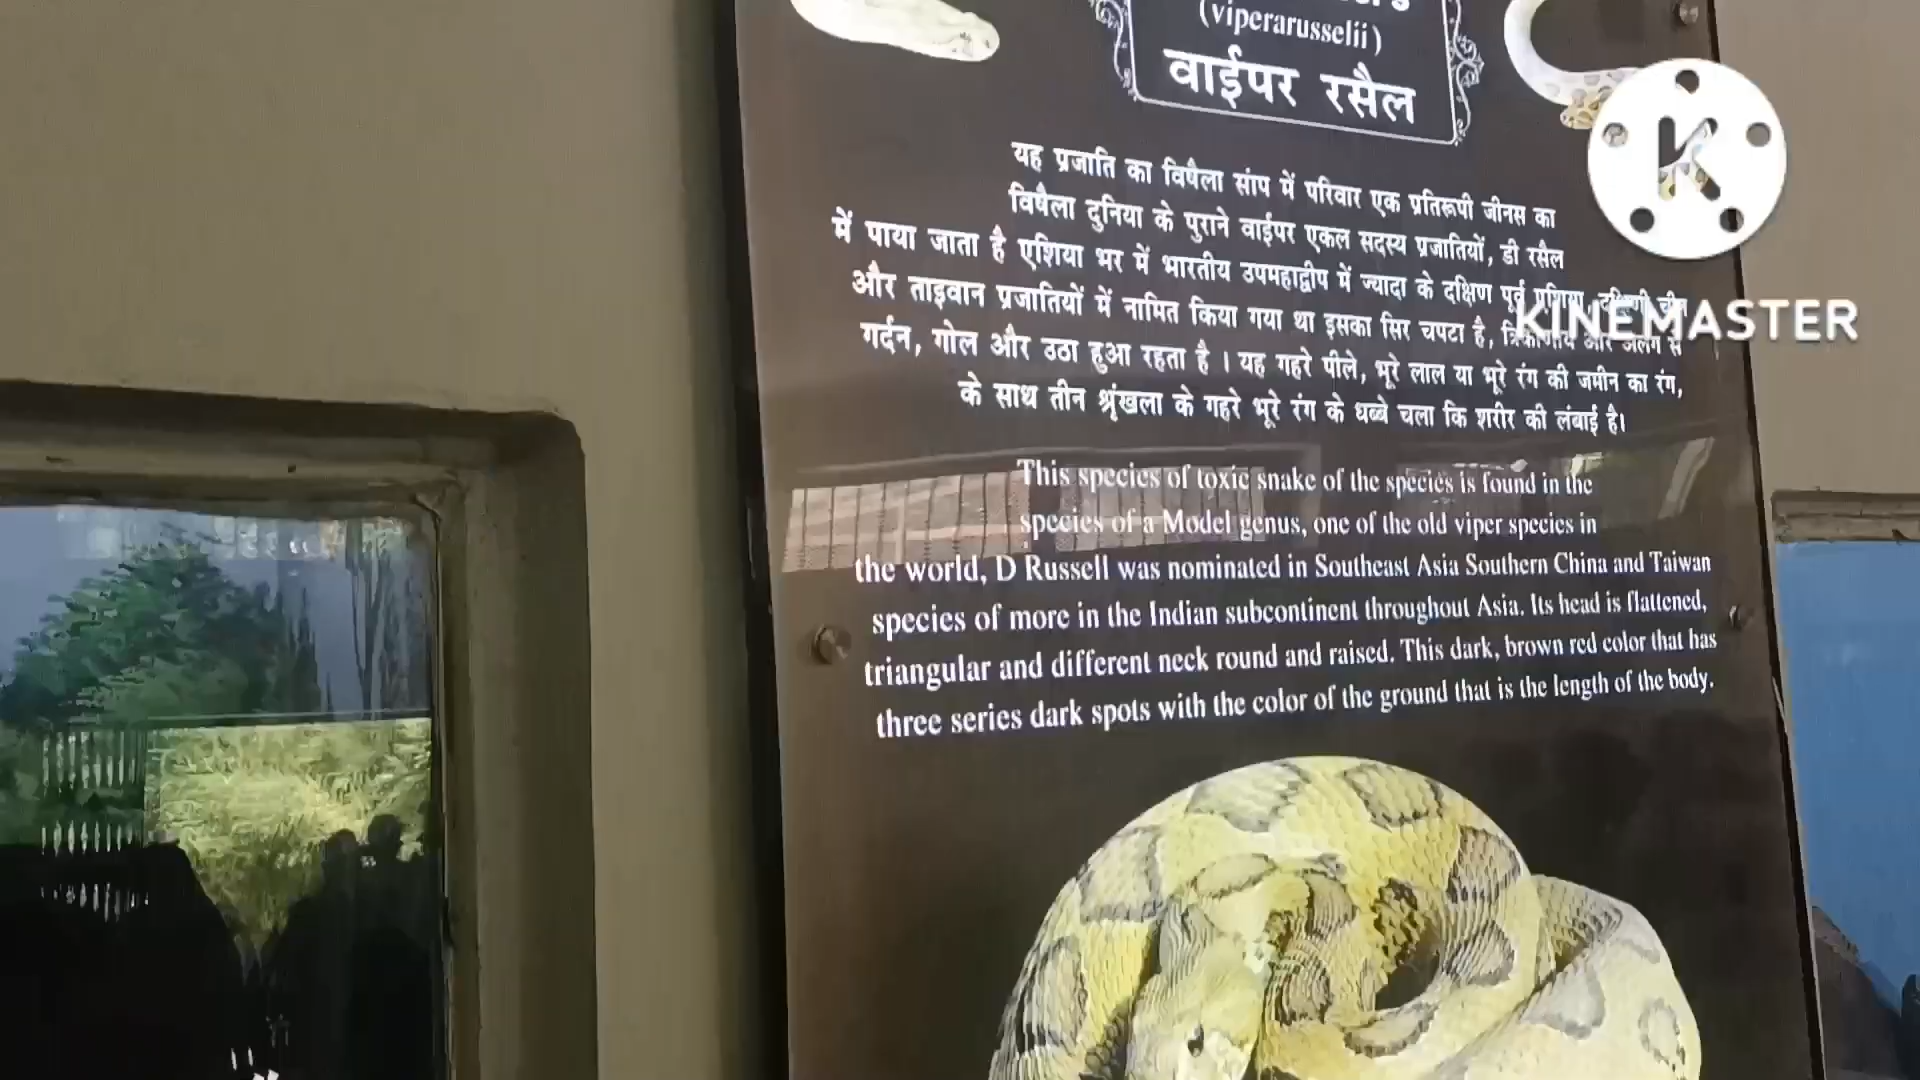 (viperarusselii)
वाईपर रसैल
यह प्रजाति का विषैला सांप में परिवार एक प्रतिरूपी जीनस का
विषैला दुनिया के पुराने वाईपर एकल सदस्य प्रजातियों, डी रसैल
में पाया जाता है एशिया भर में भारतीय उपमहाद्वीप में ज्यादा के दक्षिण पूर्व एशिया, दक्षिणी चीन
और ताइवान प्रजातियों में नामित किया गया था इसका सिर चपटा है, त्रिकोणीय और अलग से
गर्दन, गोल और उठा हुआ रहता है । यह गहरे पीले, भूरे लाल या भूरे रंग की जमीन का रंग,
के साथ तीन श्रृंखला के गहरे भूरे रंग के धब्बे चला कि शरीर की लंबाई है।
This species of toxic snake of the species is found in the
species of a Model genus, one of the old viper species in
the world, D Russell was nominated in Southeast Asia Southern China and Taiwan
species of more in the Indian subcontinent throughout Asia. Its head is flattened,
triangular and different neck round and raised. This dark, brown red color that has
three series dark spots with the color of the ground that is the length of the body.
KINEMASTER